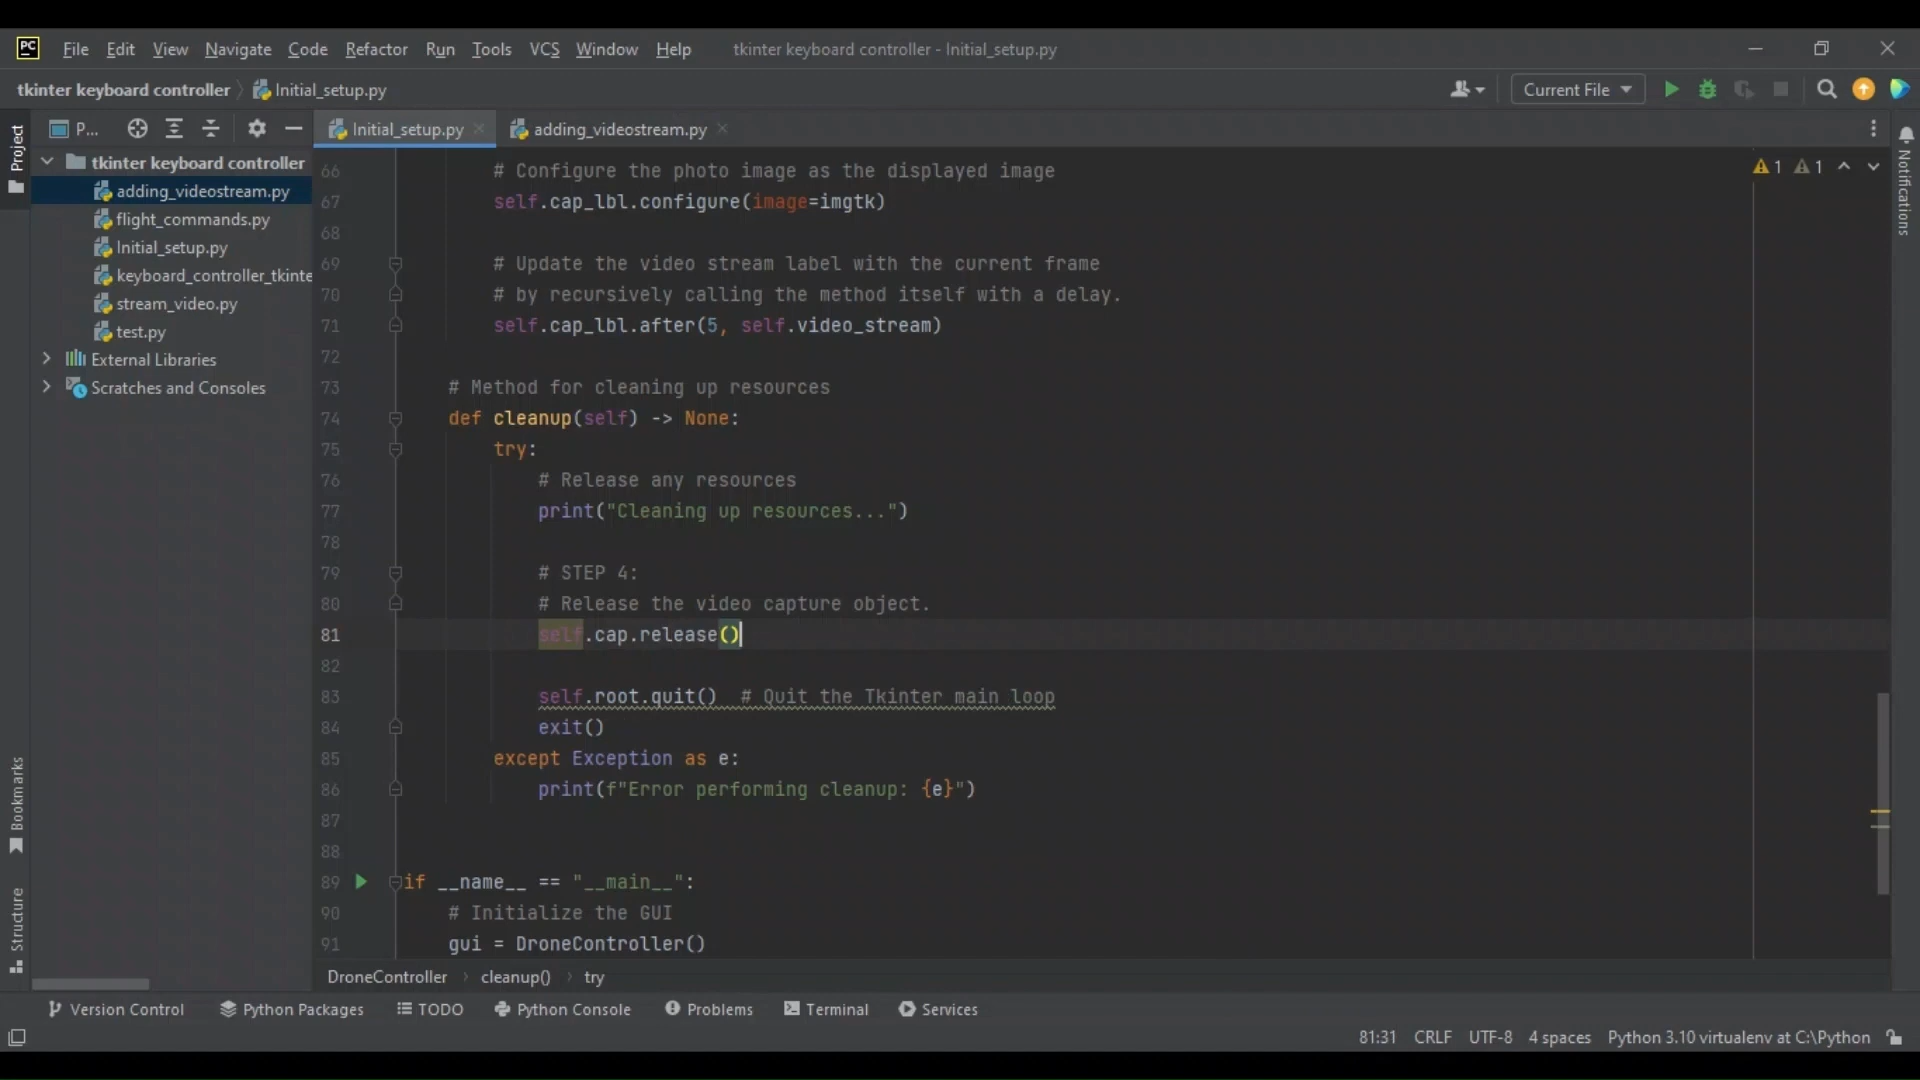 PC File Edit View Navigate Code Refactor Run Tools VCS Window Help tkinter keyboard controller - Initial_setup.py
tkinter keyboard controller Initial_setup.py Current File
Project P... Initial_setup.py adding_videostream.py
tkinter keyboard controller
adding_videostream.py
flight_commands.py
Initial_setup.py
keyboard_controller_tkinte
stream_video.py
test.py
External Libraries
Scratches and Consoles
66 # Configure the photo image as the displayed image
67 self.cap_lbl.configure(image=imgtk)
68
69 # Update the video stream label with the current frame
70 # by recursively calling the method itself with a delay.
71 self.cap_lbl.after(5, self.video_stream)
72
73 # Method for cleaning up resources
74 def cleanup(self) -> None:
75 try:
76 # Release any resources
77 print("Cleaning up resources...")
78
79 # STEP 4:
80 # Release the video capture object.
81 self.cap.release()
82
83 self.root.quit()  # Quit the Tkinter main loop
84 exit()
85 except Exception as e:
86 print(f"Error performing cleanup: {e}")
87
88
89 if __name__ == "__main__":
90 # Initialize the GUI
91 gui = DroneController()
1 1
Notifications
Bookmarks
Structure
DroneController cleanup() try
Version Control Python Packages TODO Python Console Problems Terminal Services
81:31 CRLF UTF-8 4 spaces Python 3.10 virtualenv at C:\Python